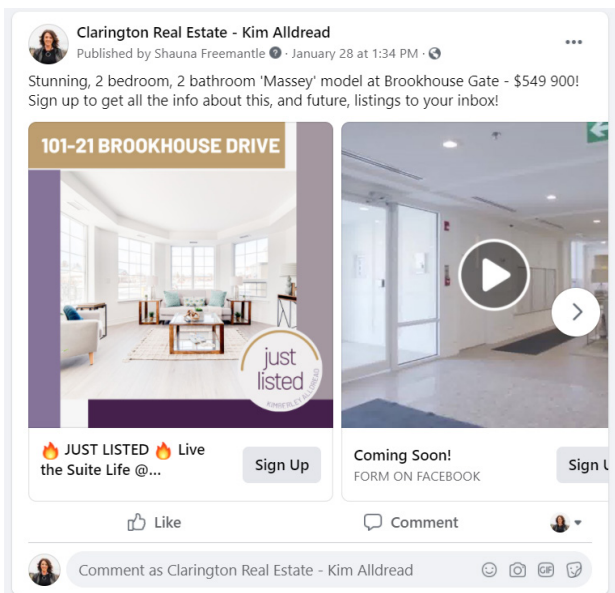 Clarington Real Estate - Kim Alldread
Published by Shauna Freemantle · January 28 at 1:34 PM ·
Stunning, 2 bedroom, 2 bathroom 'Massey' model at Brookhouse Gate - $549 900!
Sign up to get all the info about this, and future, listings to your inbox!
101-21 BROOKHOUSE DRIVE
just
listed
KIMBERLEY ALLDREAD
🔥 JUST LISTED 🔥 Live
the Suite Life @...
Sign Up
Coming Soon!
FORM ON FACEBOOK
Sign U
Like
Comment
Comment as Clarington Real Estate - Kim Alldread
GIF